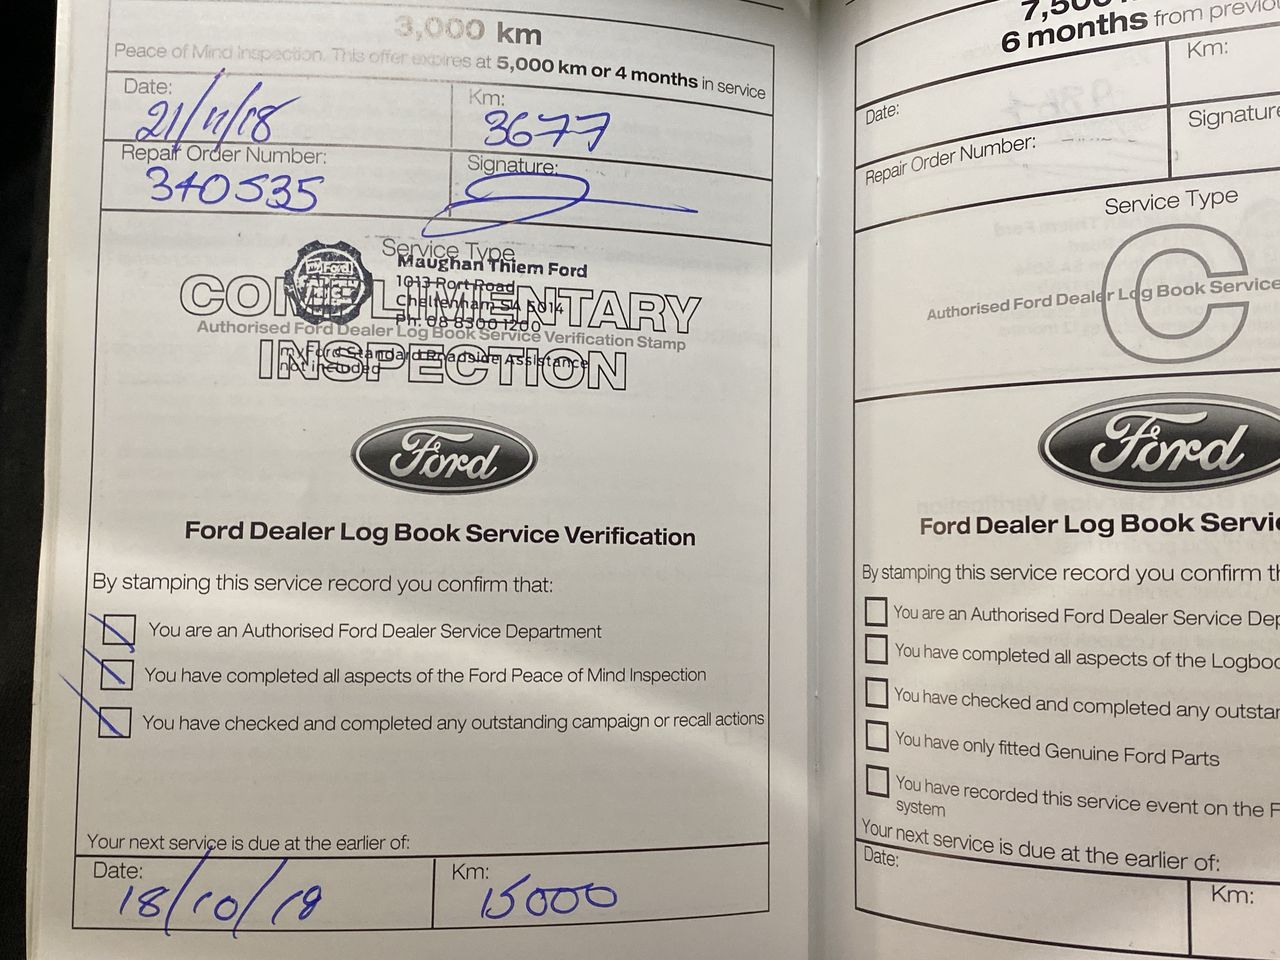 3,000 km
Peace of Mind Inspection. This offer expires at 5,000 km or 4 months in service
Date:
21/11/18
Km:
3677
Repair Order Number:
340535
Signature:
Service Type
Maughan Thiem Ford
1013 Port Road
Cheltenham SA 5014
Ph: 08 8300 1200
COMPLIMENTARY
Authorised Ford Dealer Log Book Service Verification Stamp
INSPECTION
myFord Standard Roadside Assistance
not included
Ford
Ford Dealer Log Book Service Verification
By stamping this service record you confirm that:
You are an Authorised Ford Dealer Service Department
You have completed all aspects of the Ford Peace of Mind Inspection
You have checked and completed any outstanding campaign or recall actions
Your next service is due at the earlier of:
Date:
18/10/19
Km:
15000
6 months from previou
Date:
Km:
Repair Order Number:
Signature
Service Type
C
Authorised Ford Dealer Log Book Service
Ford
Ford Dealer Log Book Servi
By stamping this service record you confirm th
You are an Authorised Ford Dealer Service Dep
You have completed all aspects of the Logboo
You have checked and completed any outstan
You have only fitted Genuine Ford Parts
You have recorded this service event on the F
system
Your next service is due at the earlier of:
Date:
Km: